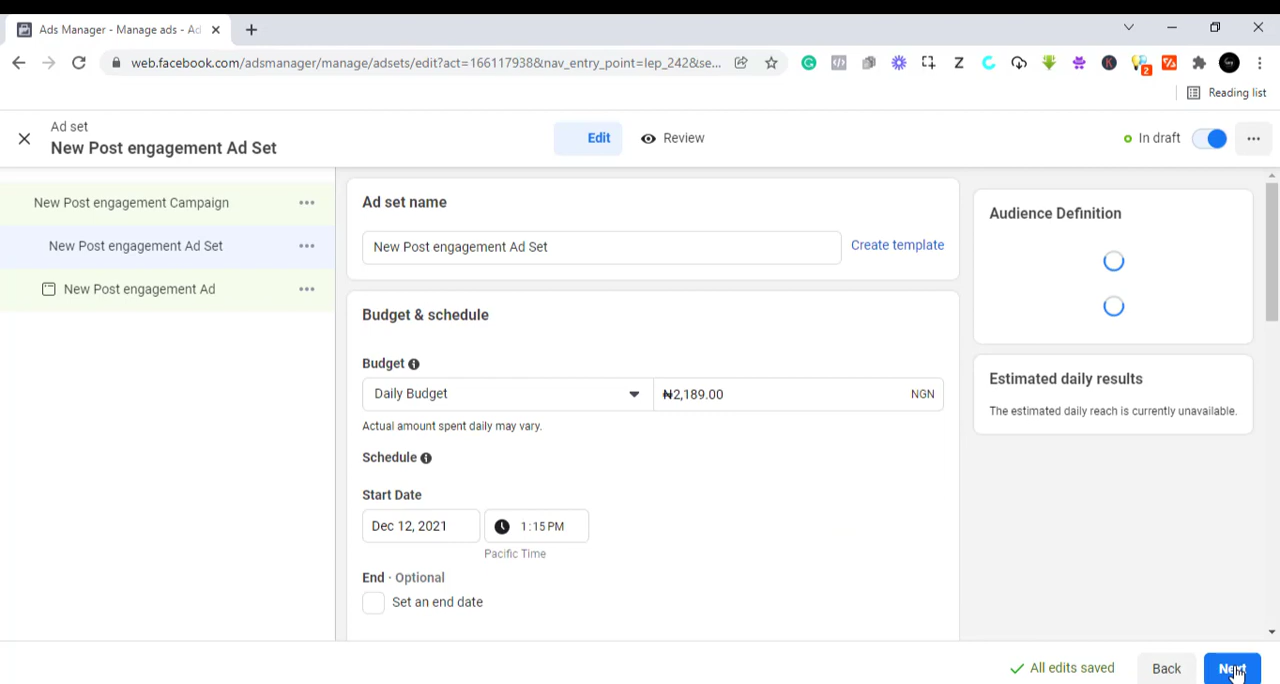 Ads Manager - Manage ads - Ad
web.facebook.com/adsmanager/manage/adsets/edit?act=166117938&nav_entry_point=lep_242&se...
Z
K
2
Reading list
Ad set
New Post engagement Ad Set
Edit
Review
In draft
New Post engagement Campaign
New Post engagement Ad Set
New Post engagement Ad
Ad set name
New Post engagement Ad Set
Create template
Budget & schedule
Budget
Daily Budget
₦2,189.00
NGN
Actual amount spent daily may vary.
Schedule
Start Date
Dec 12, 2021
1:15PM
Pacific Time
End · Optional
Set an end date
Audience Definition
Estimated daily results
The estimated daily reach is currently unavailable.
All edits saved
Back
Next